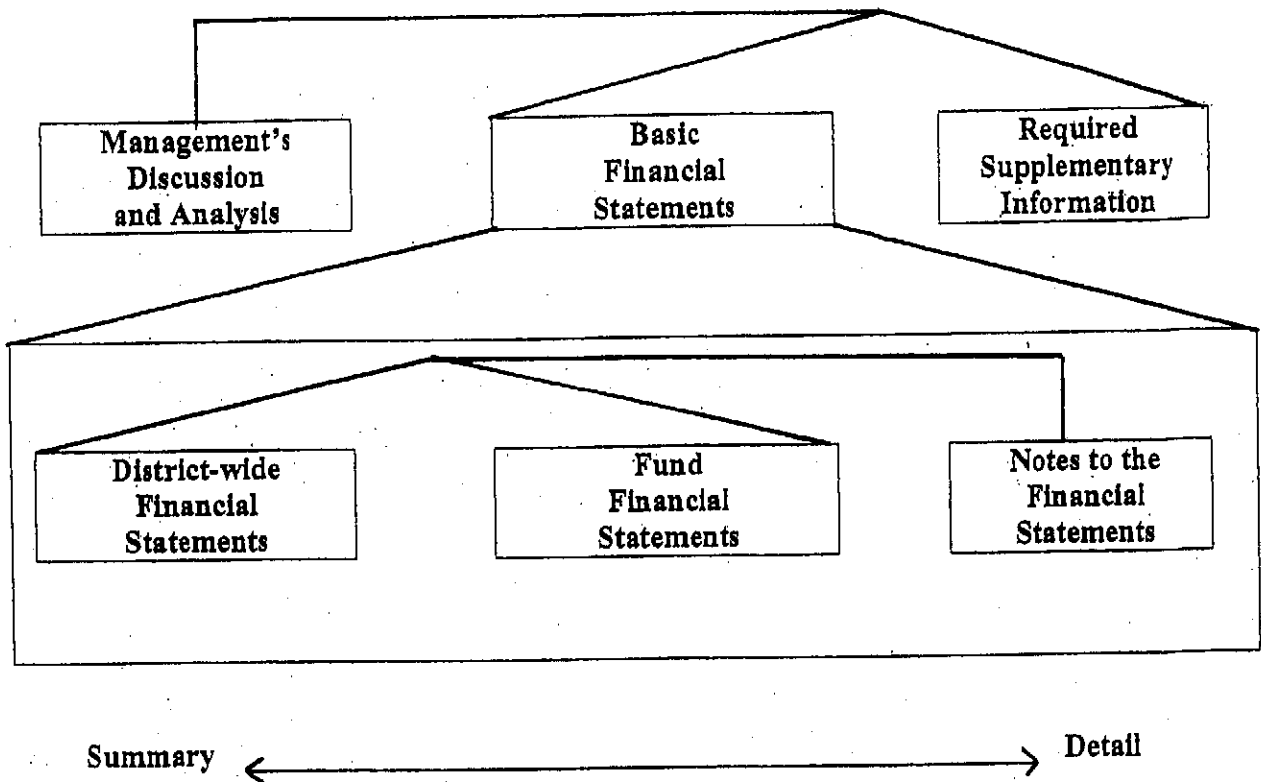 Management's
Discussion
and Analysis
Basic
Financial
Statements
Required
Supplementary
Information
District-wide
Financial
Statements
Fund
Financial
Statements
Notes to the
Financial
Statements
Summary
Detail